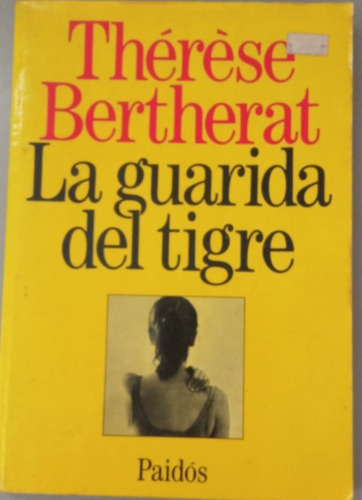 Thérèse
Bertherat
La guarida
del tigre
Paidós